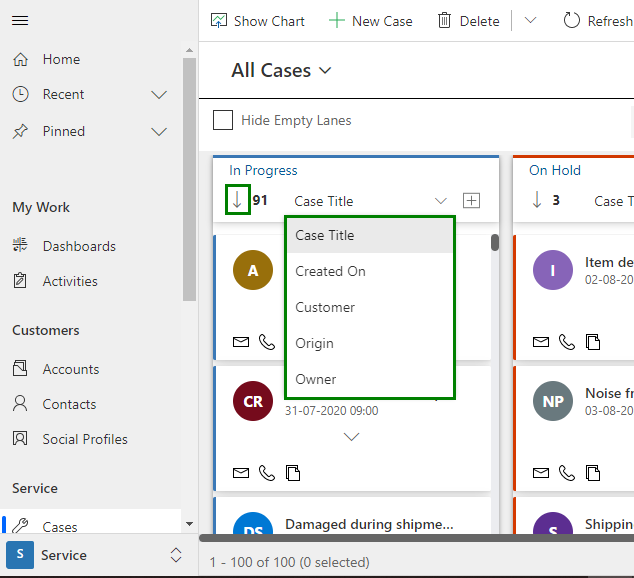 Show Chart
New Case
Delete
Refresh
Home
Recent
Pinned
My Work
Dashboards
Activities
Customers
Accounts
Contacts
Social Profiles
Service
Cases
S
Service
All Cases
Hide Empty Lanes
In Progress
91
Case Title
Case Title
Created On
Customer
Origin
Owner
A
CR
31-07-2020 09:00
DS
Damaged during shipme...
On Hold
3
Case T
I
Item de
02-08-20
NP
Noise fr
03-08-20
S
Shippin
1 - 100 of 100 (0 selected)